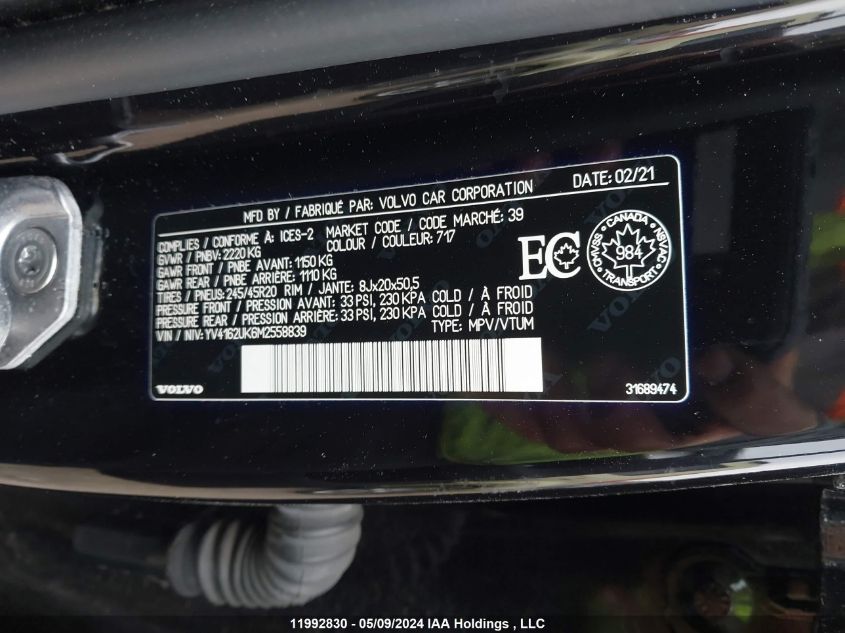 MFD BY / FABRIQUÉ PAR: VOLVO CAR CORPORATION DATE: 02/21
COMPLIES / CONFORME À: ICES-2 MARKET CODE / CODE MARCHÉ: 39
GVWR / PNBV: 2220 KG COLOUR / COULEUR: 717
GAWR FRONT / PNBE AVANT: 1150 KG
GAWR REAR / PNBE ARRIÈRE: 1110 KG
TIRES / PNEUS: 245/45R20 RIM / JANTE: 8Jx20x50,5
PRESSURE FRONT / PRESSION AVANT: 33 PSI, 230 KPA COLD / À FROID
PRESSURE REAR / PRESSION ARRIÈRE: 33 PSI, 230 KPA COLD / À FROID
VIN / NIV: YV4162UK6M2558839 TYPE: MPV/VTUM
EC
CANADA
SVMAC
984
NSVAC
TRANSPORT
VOLVO 31689474
11992830 - 05/09/2024 IAA Holdings , LLC